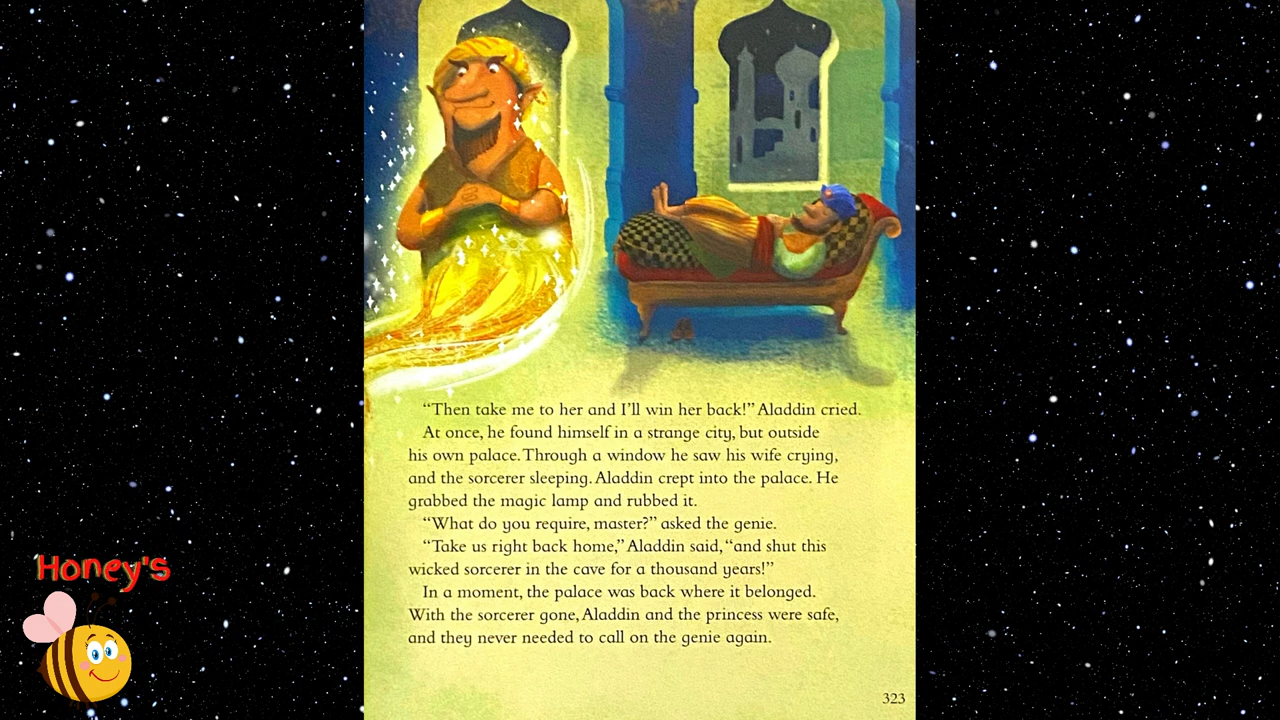 “Then take me to her and I’ll win her back!” Aladdin cried.
At once, he found himself in a strange city, but outside
his own palace. Through a window he saw his wife crying,
and the sorcerer sleeping. Aladdin crept into the palace. He
grabbed the magic lamp and rubbed it.
“What do you require, master?” asked the genie.
“Take us right back home,” Aladdin said, “and shut this
wicked sorcerer in the cave for a thousand years!”
In a moment, the palace was back where it belonged.
With the sorcerer gone, Aladdin and the princess were safe,
and they never needed to call on the genie again.
323
Honey's